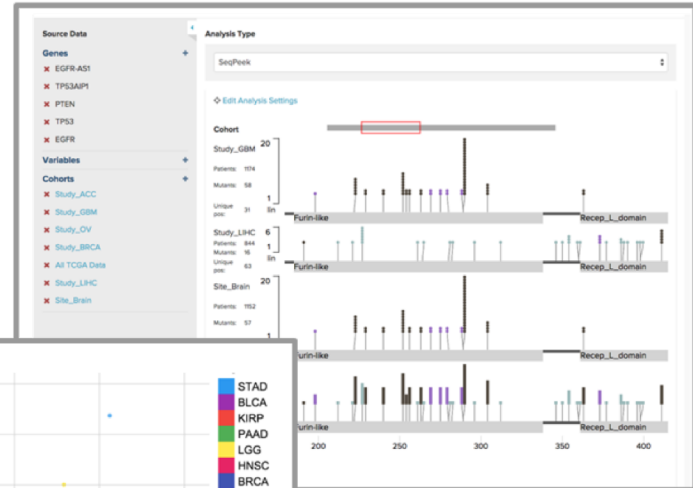 Source Data
Genes +
× EGFR-AS1
× TP53AIP1
× PTEN
× TP53
× EGFR
Variables +
Cohorts +
× Study_ACC
× Study_GBM
× Study_OV
× Study_BRCA
× All TCGA Data
× Study_LIHC
× Site_Brain
Analysis Type
SeqPeek
Edit Analysis Settings
Cohort
Study_GBM 20
Patients: 1174
Mutants: 58
Unique pos: 31
1
lin
Furin-like Recep_L_domain
Study_LIHC 6
Patients: 844
Mutants: 16
Unique pos: 63
1
lin
Furin-like Recep_L_domain
Site_Brain 20
Patients: 1152
Mutants: 57
1
Furin-like Recep_L_domain
Furin-like Recep_L_domain
200 250 300 350 400
STAD
BLCA
KIRP
PAAD
LGG
HNSC
BRCA